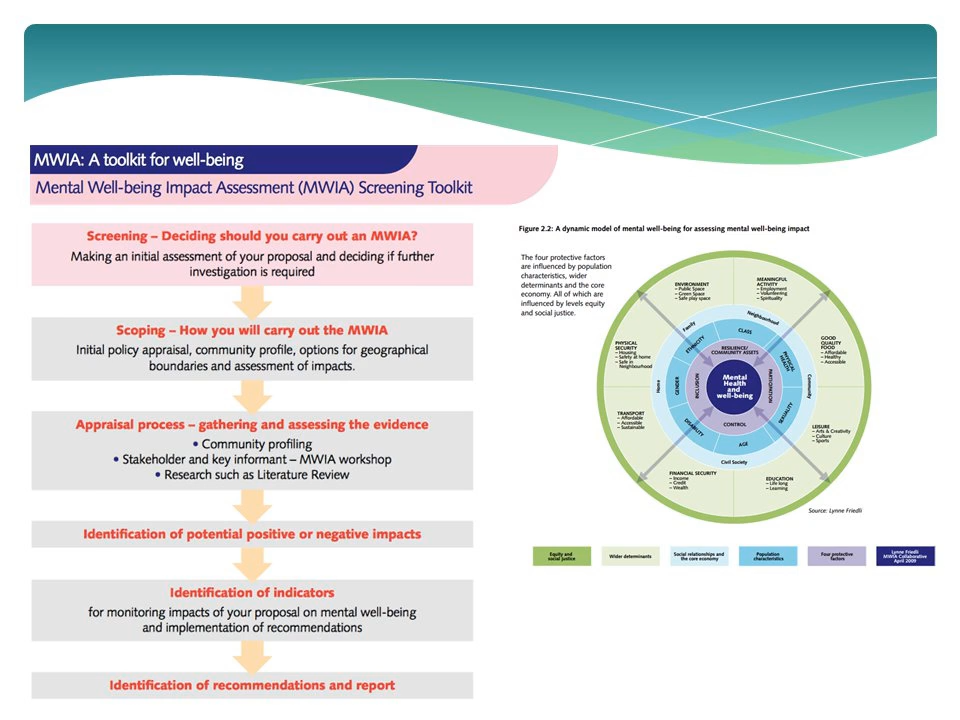 MWIA: A toolkit for well-being
Mental Well-being Impact Assessment (MWIA) Screening Toolkit
Screening – Deciding should you carry out an MWIA?
Making an initial assessment of your proposal and deciding if further
investigation is required
Scoping – How you will carry out the MWIA
Initial policy appraisal, community profile, options for geographical
boundaries and assessment of impacts.
Appraisal process – gathering and assessing the evidence
• Community profiling
• Stakeholder and key informant – MWIA workshop
• Research such as Literature Review
Identification of potential positive or negative impacts
Identification of indicators
for monitoring impacts of your proposal on mental well-being
and implementation of recommendations
Identification of recommendations and report
Figure 2.2: A dynamic model of mental well-being for assessing mental well-being impact
The four protective factors
are influenced by population
characteristics, wider
determinants and the core
economy. All of which are
influenced by levels equity
and social justice.
ENVIRONMENT
– Public Space
– Green Space
– Safe play space
MEANINGFUL
ACTIVITY
– Employment
– Volunteering
– Spirituality
PHYSICAL
SECURITY
– Housing
– Safety at home
– Safe in
Neighbourhood
GOOD
QUALITY
FOOD
– Affordable
– Healthy
– Accessible
TRANSPORT
– Affordable
– Accessible
– Sustainable
LEISURE
– Arts & Creativity
– Culture
– Sports
FINANCIAL SECURITY
– Income
– Credit
– Wealth
EDUCATION
– Life long
– Learning
Family
Neighbourhood
Home
Community
Civil Society
CLASS
ETHNICITY
PHYSICAL
HEALTH
GENDER
DISABILITY
AGE
RESILIENCE/
COMMUNITY ASSETS
INCLUSION
PARTICIPATION
CONTROL
Mental
Health
and
well-being
Source: Lynne Friedli
Equity and
social justice
Wider determinants
Social relationships and
the core economy
Population
characteristics
Four protective
factors
Lynne Friedli
MWIA Collaborative
April 2009